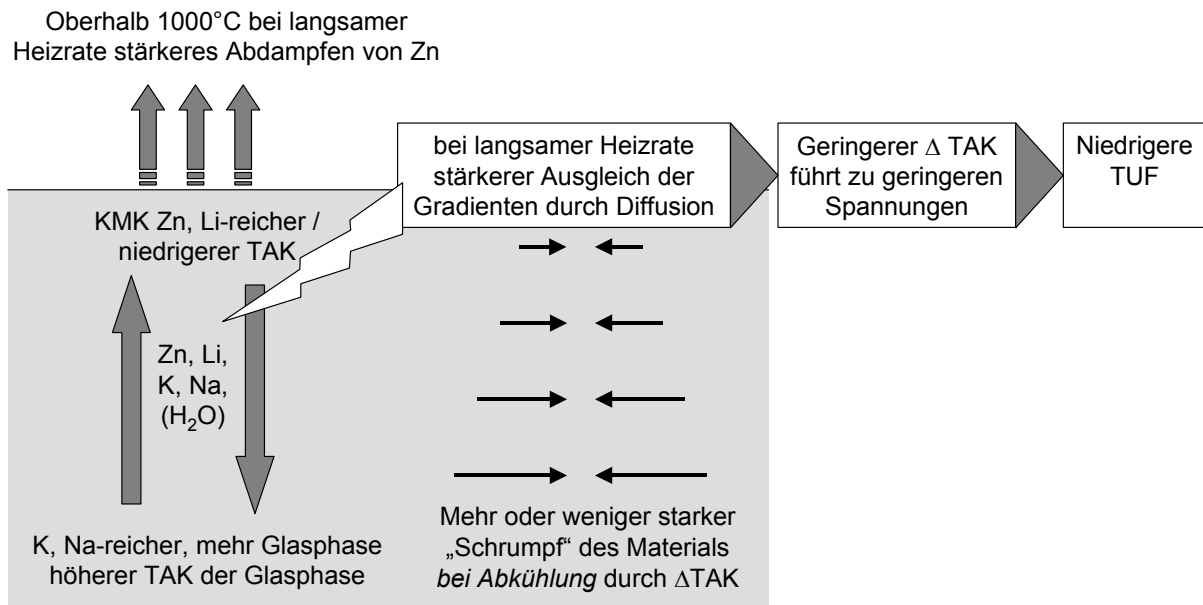 Oberhalb 1000°C bei langsamer
Heizrate stärkeres Abdampfen von Zn
bei langsamer Heizrate
stärkerer Ausgleich der
Gradienten durch Diffusion
Geringerer Δ TAK
führt zu geringeren
Spannungen
Niedrigere
TUF
KMK Zn, Li-reicher /
niedrigerer TAK
Zn, Li,
K, Na,
(H₂O)
K, Na-reicher, mehr Glasphase
höherer TAK der Glasphase
Mehr oder weniger starker
„Schrumpf“ des Materials
bei Abkühlung durch ΔTAK